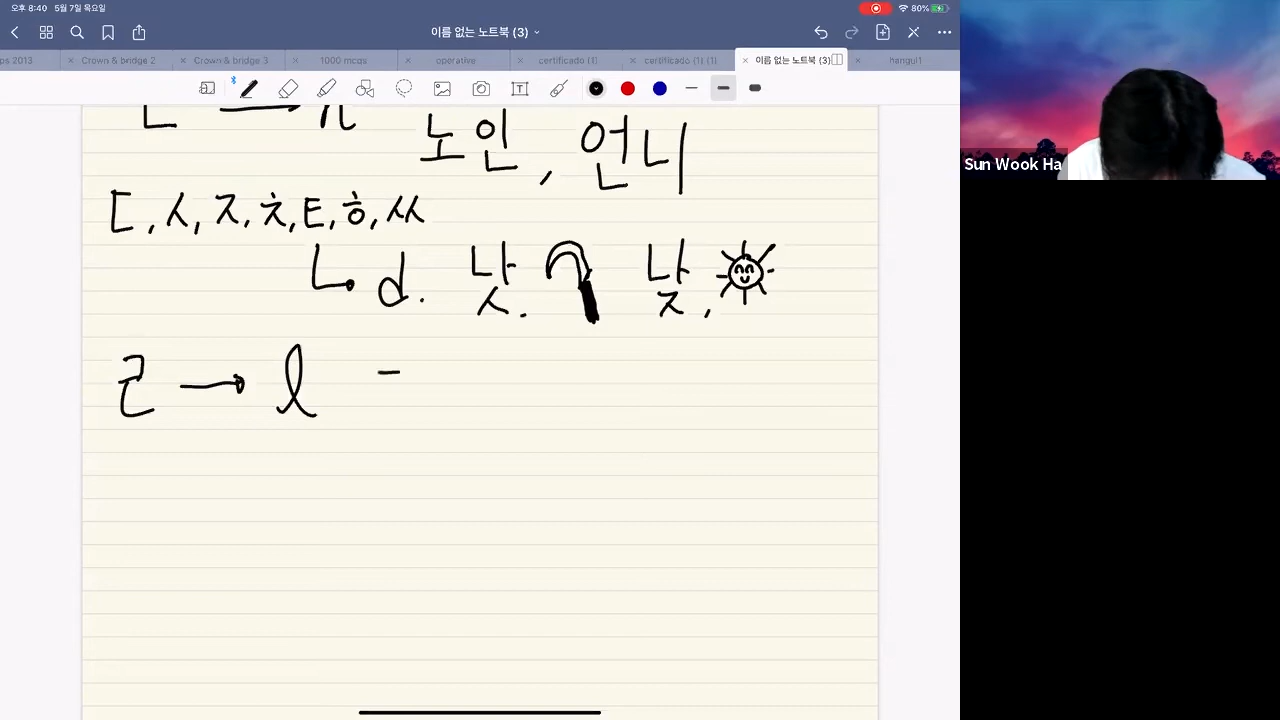 오후 8:40 5월 7일 목요일
80%
이름 없는 노트북 (3)
ps 2013 Crown & bridge 2 Crown & bridge 3 1000 mcqs operative certificado (1) certificado (1) (1) 이름 없는 노트북 (3) hangul1
T
ㄴ → n
노인, 언니
ㄷ, ㅅ, ㅈ, ㅊ, ㅌ, ㅎ, ㅆ
d. 낫. 낮,
ㄹ → l
Sun Wook Ha